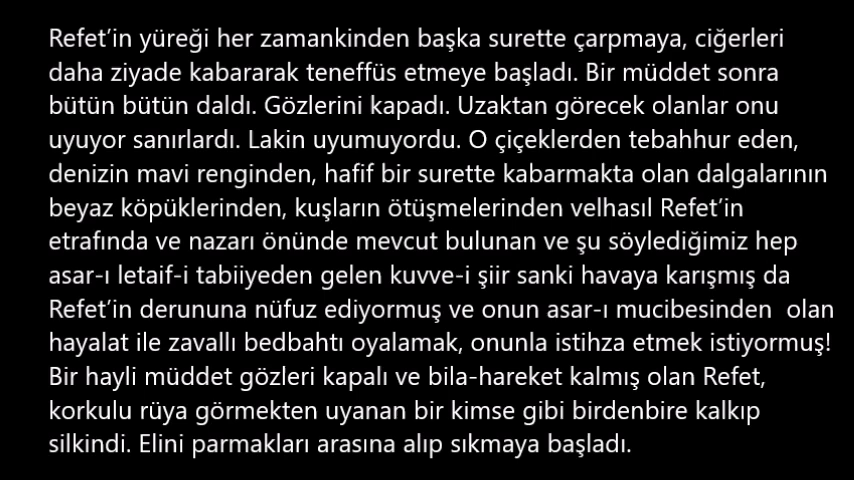 Refet’in yüreği her zamankinden başka surette çarpmaya, ciğerleri
daha ziyade kabararak teneffüs etmeye başladı. Bir müddet sonra
bütün bütün daldı. Gözlerini kapadı. Uzaktan görecek olanlar onu
uyuyor sanırlardı. Lakin uyumuyordu. O çiçeklerden tebahhur eden,
denizin mavi renginden, hafif bir surette kabarmakta olan dalgalarının
beyaz köpüklerinden, kuşların ötüşmelerinden velhasıl Refet’in
etrafında ve nazarı önünde mevcut bulunan ve şu söylediğimiz hep
asar-ı letaif-i tabiiyeden gelen kuvve-i şiir sanki havaya karışmış da
Refet’in derununa nüfuz ediyormuş ve onun asar-ı mucibesinden  olan
hayalat ile zavallı bedbahtı oyalamak, onunla istihza etmek istiyormuş!
Bir hayli müddet gözleri kapalı ve bila-hareket kalmış olan Refet,
korkulu rüya görmekten uyanan bir kimse gibi birdenbire kalkıp
silkindi. Elini parmakları arasına alıp sıkmaya başladı.